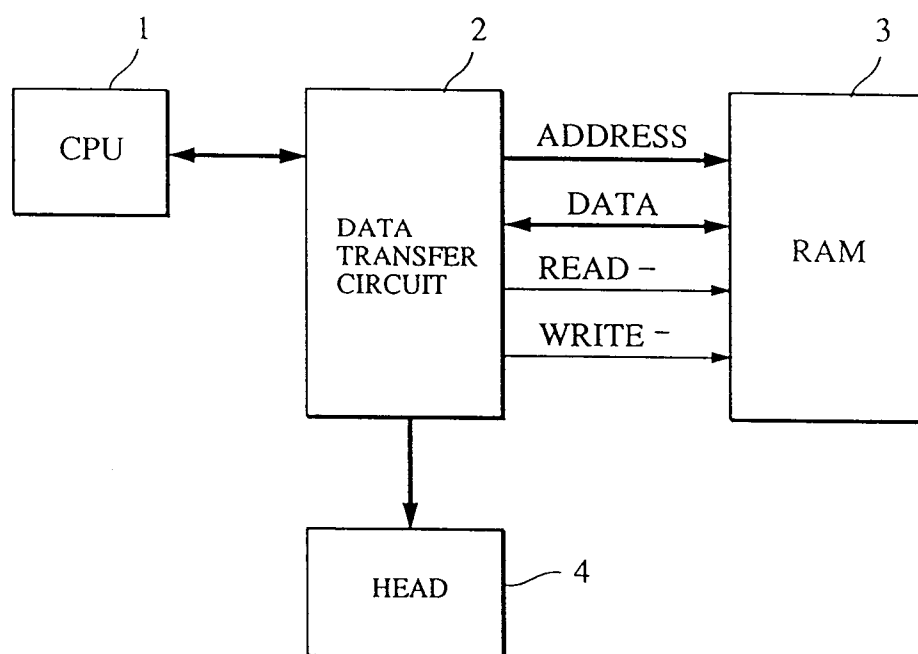 1
2
3
CPU
ADDRESS
DATA
DATA
TRANSFER
CIRCUIT
READ −
WRITE −
RAM
HEAD
4